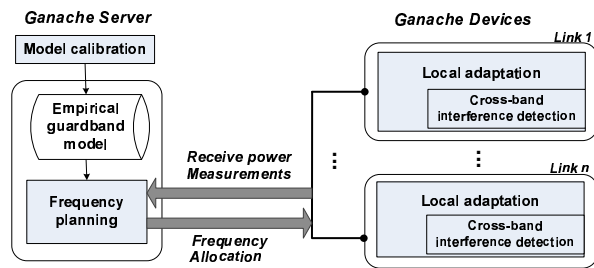 Ganache Server
Model calibration
Empirical
guardband
model
Frequency
planning
Receive power
Measurements
Frequency
Allocation
Ganache Devices
Link 1
Local adaptation
Cross-band
interference detection
Link n
Local adaptation
Cross-band
interference detection